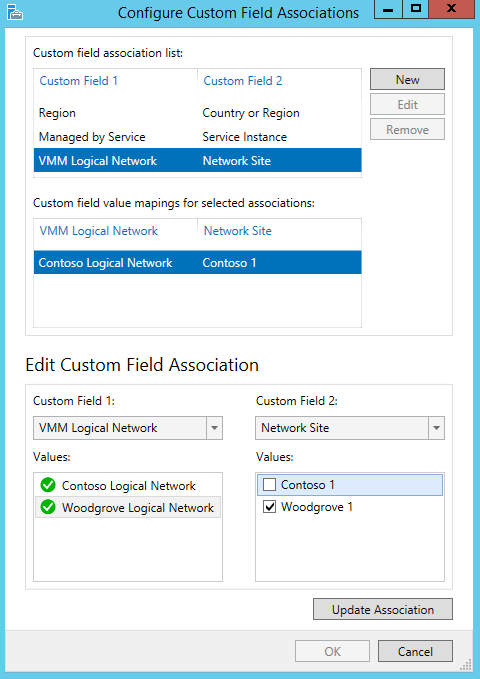 Configure Custom Field Associations
Custom field association list:
Custom Field 1 Custom Field 2
Region Country or Region
Managed by Service Service Instance
VMM Logical Network Network Site
New
Edit
Remove
Custom field value mapings for selected associations:
VMM Logical Network Network Site
Contoso Logical Network Contoso 1
Edit Custom Field Association
Custom Field 1: Custom Field 2:
VMM Logical Network Network Site
Values: Values:
Contoso Logical Network Contoso 1
Woodgrove Logical Network Woodgrove 1
Update Association
OK Cancel